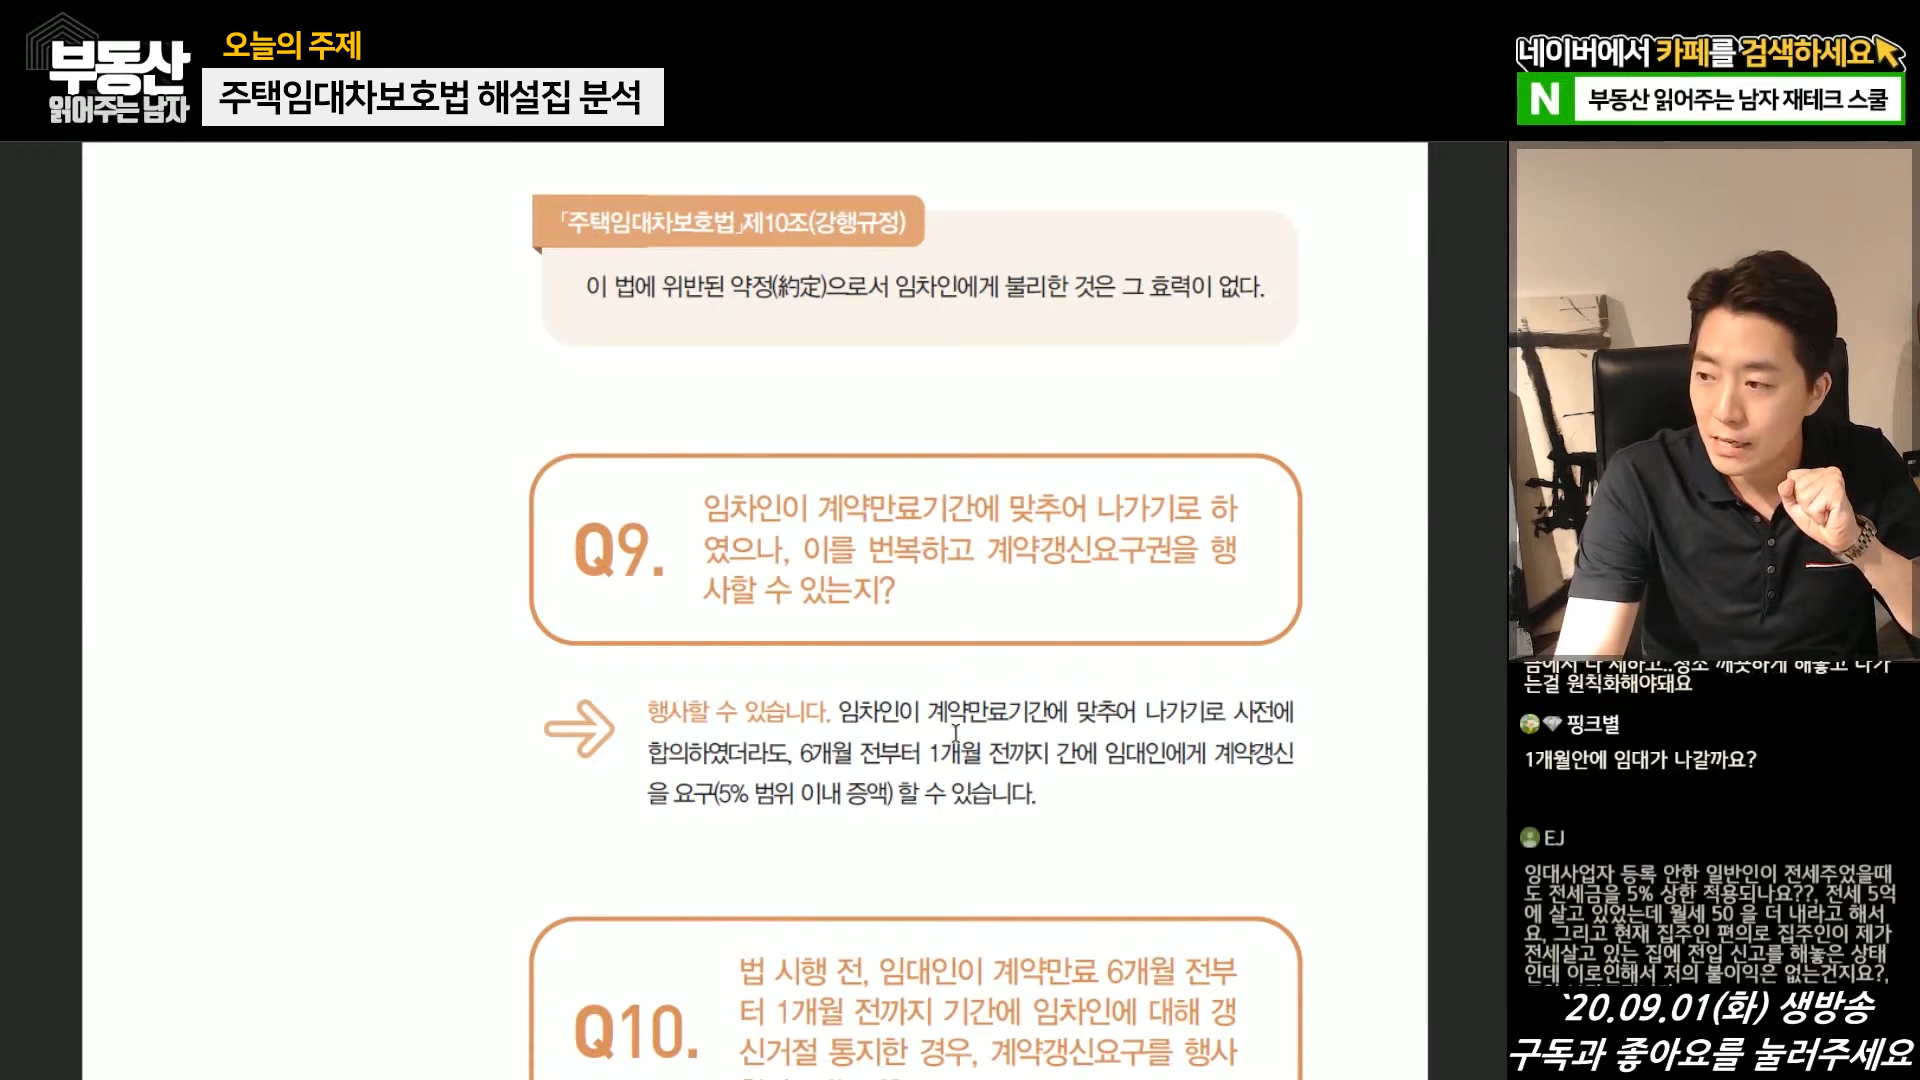 부동산
읽어주는 남자
오늘의 주제
주택임대차보호법 해설집 분석
네이버에서 카페를 검색하세요
N 부동산 읽어주는 남자 재테크 스쿨
「주택임대차보호법」제10조(강행규정)
이 법에 위반된 약정(約定)으로서 임차인에게 불리한 것은 그 효력이 없다.
Q9.
임차인이 계약만료기간에 맞추어 나가기로 하
였으나, 이를 번복하고 계약갱신요구권을 행
사할 수 있는지?
행사할 수 있습니다. 임차인이 계약만료기간에 맞추어 나가기로 사전에
합의하였더라도, 6개월 전부터 1개월 전까지 간에 임대인에게 계약갱신
을 요구(5% 범위 이내 증액) 할 수 있습니다.
Q10.
법 시행 전, 임대인이 계약만료 6개월 전부
터 1개월 전까지 기간에 임차인에 대해 갱
신거절 통지한 경우, 계약갱신요구를 행사
금에서 다 제하고..청소 깨끗하게 해놓고 나가
는걸 원칙화해야돼요
핑크별
1개월안에 임대가 나갈까요?
EJ
임대사업자 등록 안한 일반인이 전세주었을때
도 전세금을 5% 상한 적용되나요??, 전세 5억
에 살고 있었는데 월세 50 을 더 내라고 해서
요, 그리고 현재 집주인 편의로 집주인이 제가
전세살고 있는 집에 전입 신고를 해놓은 상태
인데 이로인해서 저의 불이익은 없는건지요?,
`20.09.01(화) 생방송
구독과 좋아요를 눌러주세요